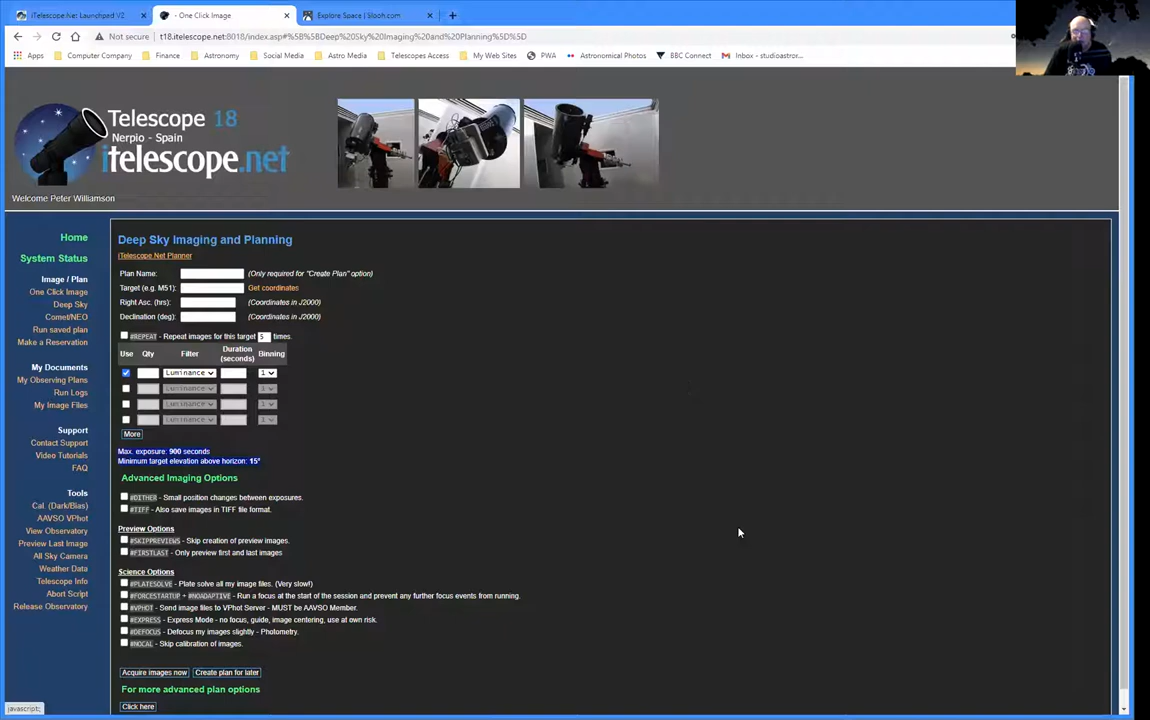 iTelescope.Net: Launchpad V2
- One Click Image
Explore Space | Slooh.com
Not secure
t18.itelescope.net:8018/index.asp#%5B%5BDeep%20Sky%20Imaging%20and%20Planning%5D%5D
Apps
Computer Company
Finance
Astronomy
Social Media
Astro Media
Telescopes Access
My Web Sites
PWA
Astronomical Photos
BBC Connect
Inbox - studioastror...
Telescope 18
Nerpio - Spain
itelescope.net
Welcome Peter Williamson
Home
System Status
Image / Plan
One Click Image
Deep Sky
Comet/NEO
Run saved plan
Make a Reservation
My Documents
My Observing Plans
Run Logs
My Image Files
Support
Contact Support
Video Tutorials
FAQ
Tools
Cal. (Dark/Bias)
AAVSO VPhot
View Observatory
Preview Last Image
All Sky Camera
Weather Data
Telescope Info
Abort Script
Release Observatory
javascript:
Deep Sky Imaging and Planning
iTelescope Net Planner
Plan Name: (Only required for "Create Plan" option)
Target (e.g. M51): Get coordinates
Right Asc. (hrs): (Coordinates in J2000)
Declination (deg): (Coordinates in J2000)
#REPEAT - Repeat images for this target 5 times.
Use Qty Filter Duration (seconds) Binning
Luminance 1
Luminance 1
Luminance 1
Luminance 1
More
Max. exposure: 900 seconds
Minimum target elevation above horizon: 15°
Advanced Imaging Options
#DITHER - Small position changes between exposures.
#TIFF - Also save images in TIFF file format.
Preview Options
#SKIPPREVIEWS - Skip creation of preview images.
#FIRSTLAST - Only preview first and last images
Science Options
#PLATESOLVE - Plate solve all my image files. (Very slow!)
#FORCESTARTUP + #NOADAPTIVE - Run a focus at the start of the session and prevent any further focus events from running.
#VPHOT - Send image files to VPhot Server - MUST be AAVSO Member.
#EXPRESS - Express Mode - no focus, guide, image centering, use at own risk.
#DEFOCUS - Defocus my images slightly - Photometry.
#NOCAL - Skip calibration of images.
Acquire images now Create plan for later
For more advanced plan options
Click here